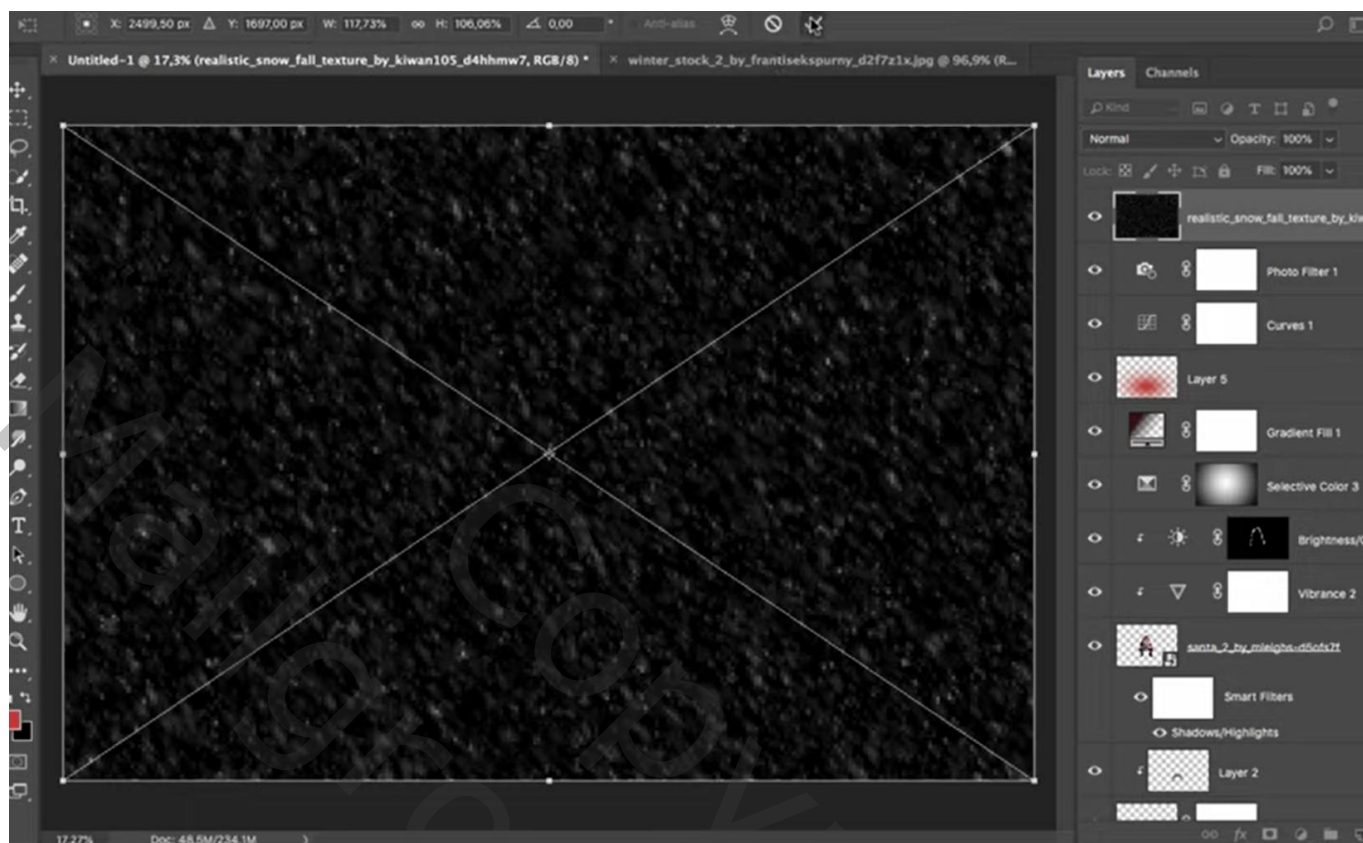 X: 2499,50 px Y: 1697,00 px W: 117,73% H: 106,06% 0,00 ° Anti-alias
× Untitled-1 @ 17,3% (realistic_snow_fall_texture_by_kiwan105_d4hhmw7, RGB/8) * × winter_stock_2_by_frantisekspurny_d2f7z1x.jpg @ 96,9% (R...
Layers Channels
Kind
Normal Opacity: 100%
Lock: Fill: 100%
realistic_snow_fall_texture_by_kiw
Photo Filter 1
Curves 1
Layer 5
Gradient Fill 1
Selective Color 3
Brightness/C
Vibrance 2
santa_2_by_mleighs-d5ofs7f
Smart Filters
Shadows/Highlights
Layer 2
fx
17,27% Doc: 48,5M/234,1M